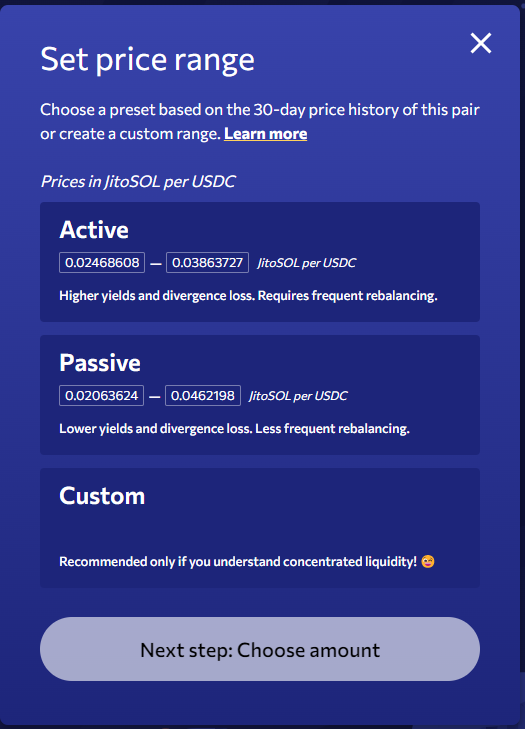 Set price range
Choose a preset based on the 30-day price history of this pair
or create a custom range. Learn more
Prices in JitoSOL per USDC
Active
0.02468608 — 0.03863727 JitoSOL per USDC
Higher yields and divergence loss. Requires frequent rebalancing.
Passive
0.02063624 — 0.0462198 JitoSOL per USDC
Lower yields and divergence loss. Less frequent rebalancing.
Custom
Recommended only if you understand concentrated liquidity! 😉
Next step: Choose amount